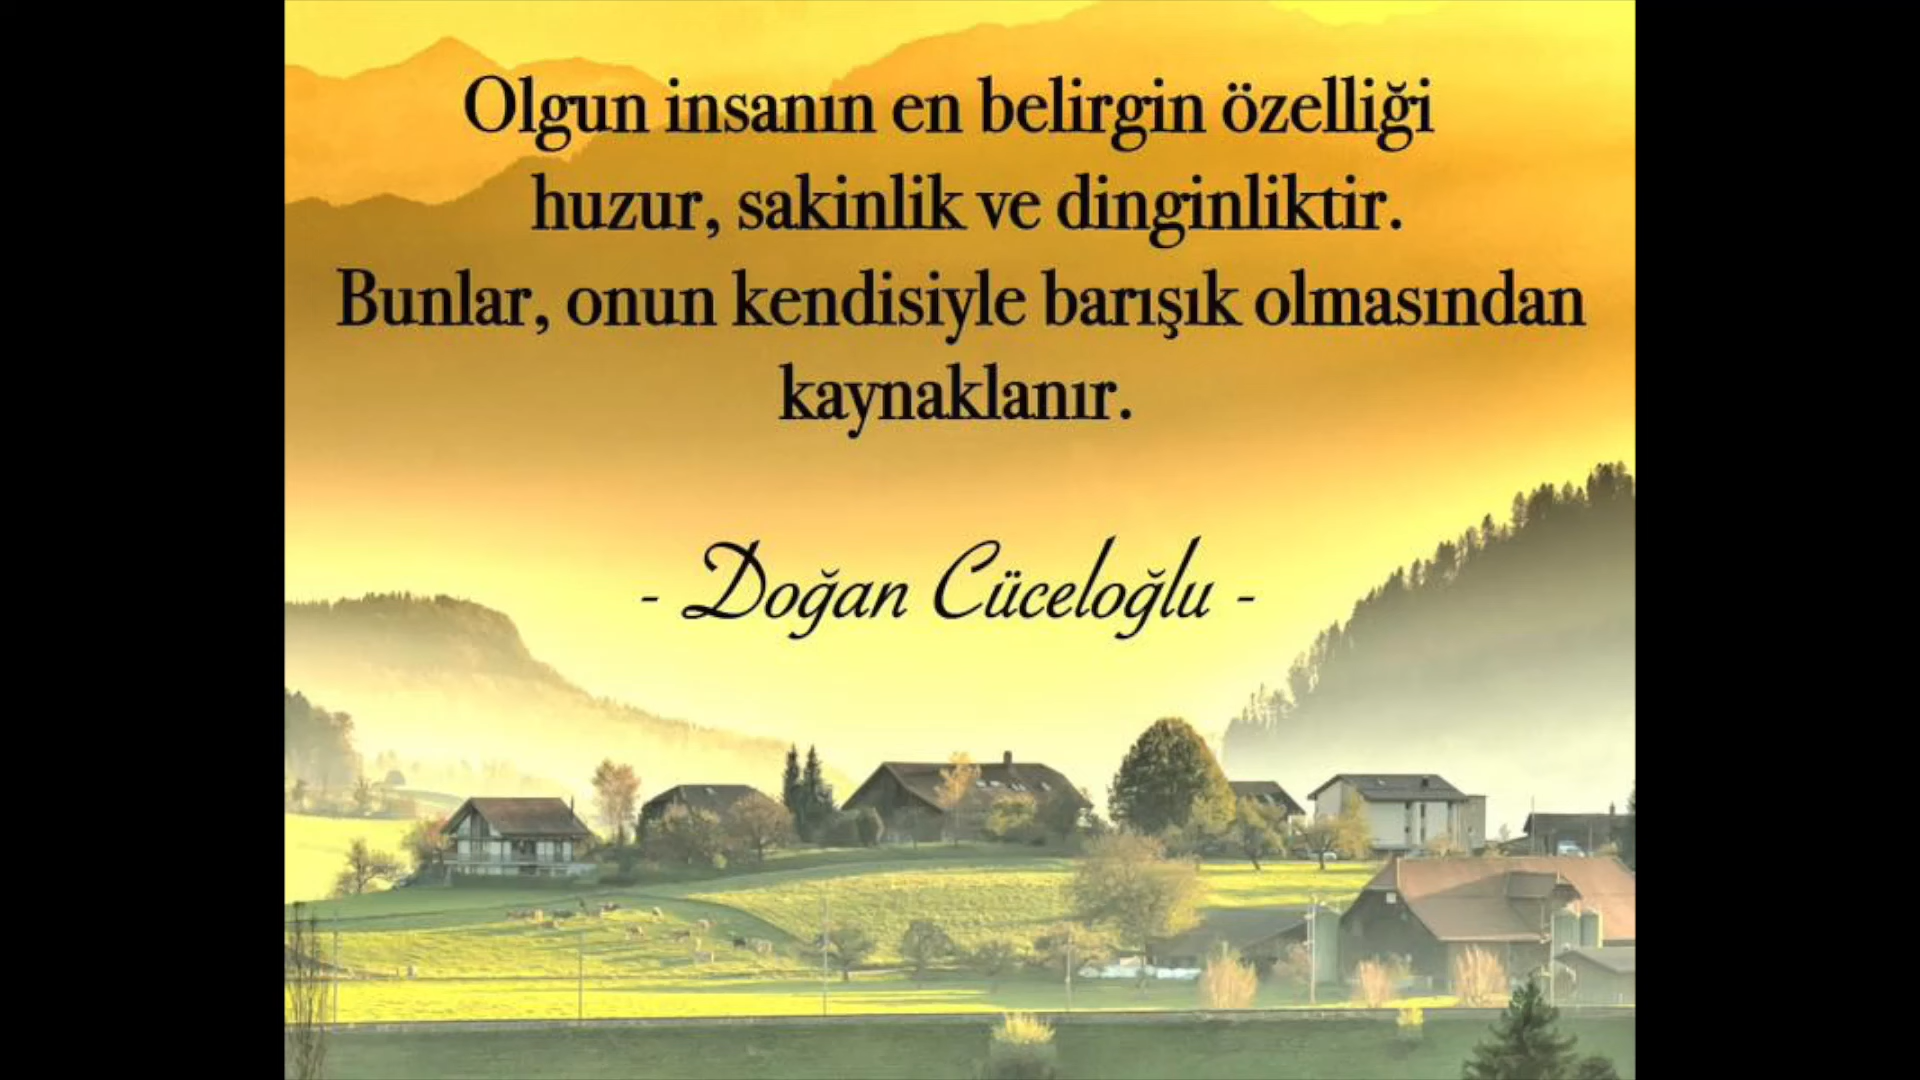 Olgun insanın en belirgin özelliği
huzur, sakinlik ve dinginliktir.
Bunlar, onun kendisiyle barışık olmasından
kaynaklanır.
- Doğan Cüceloğlu -